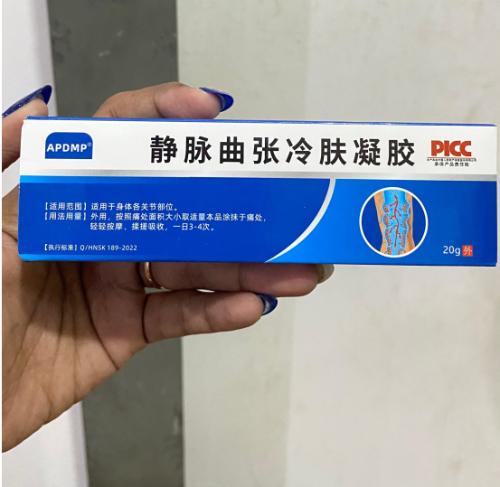 APDMP®
静脉曲张冷肤凝胶
PICC
【适用范围】适用于身体各关节部位。
【用法用量】外用，按照痛处面积大小取适量本品涂抹于痛处，
轻轻按摩，揉搓吸收，一日3-4次。
【执行标准】Q/HNSK 189-2022
20g 外